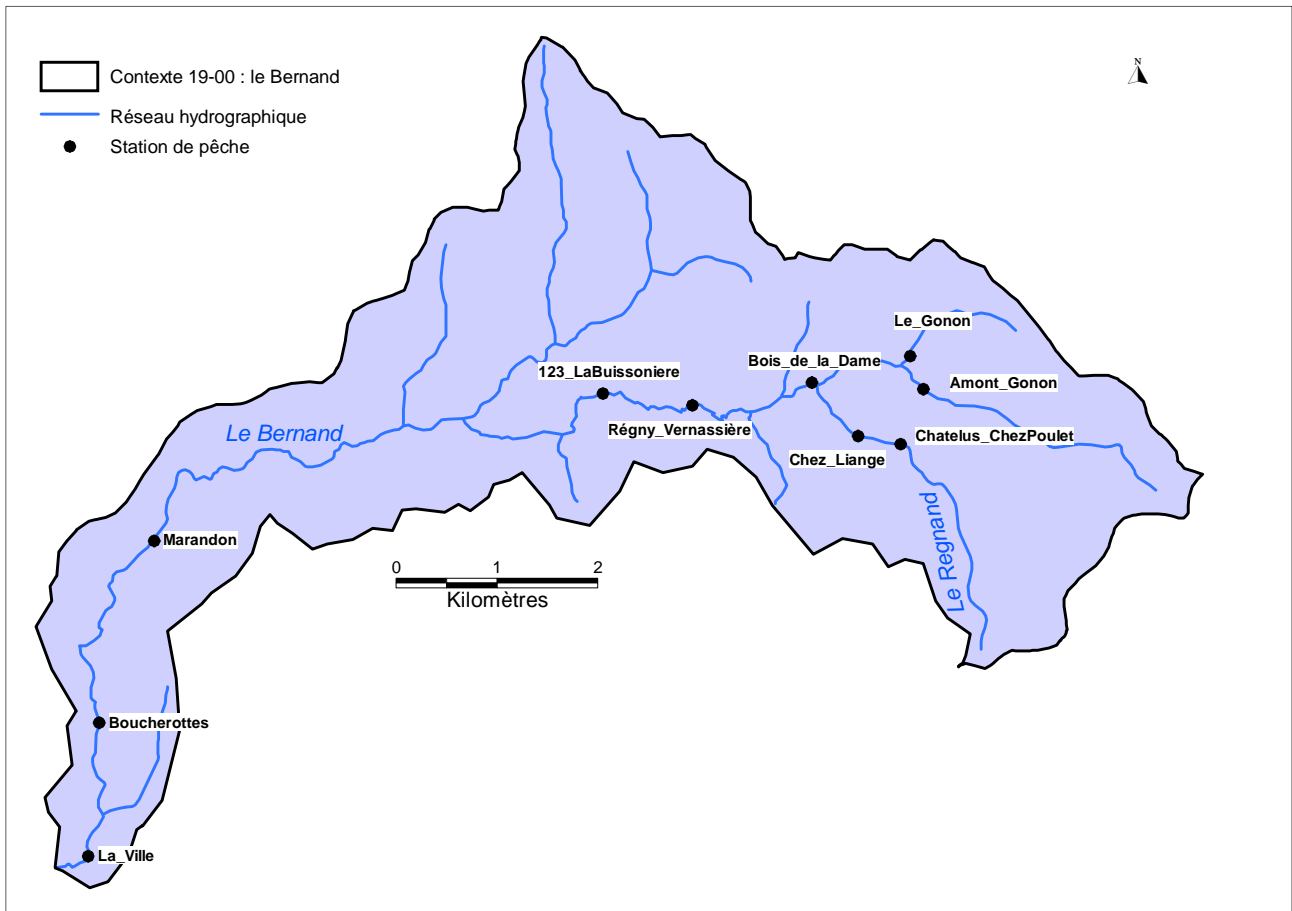 N
Contexte 19-00 : le Bernand
Réseau hydrographique
Station de pêche
Le_Gonon
Bois_de_la_Dame
123_LaBuissoniere
Amont_Gonon
Régny_Vernassière
Le Bernand
Chatelus_ChezPoulet
Chez_Liange
Le Regnand
Marandon
0 1 2
Kilomètres
Boucherottes
La_Ville